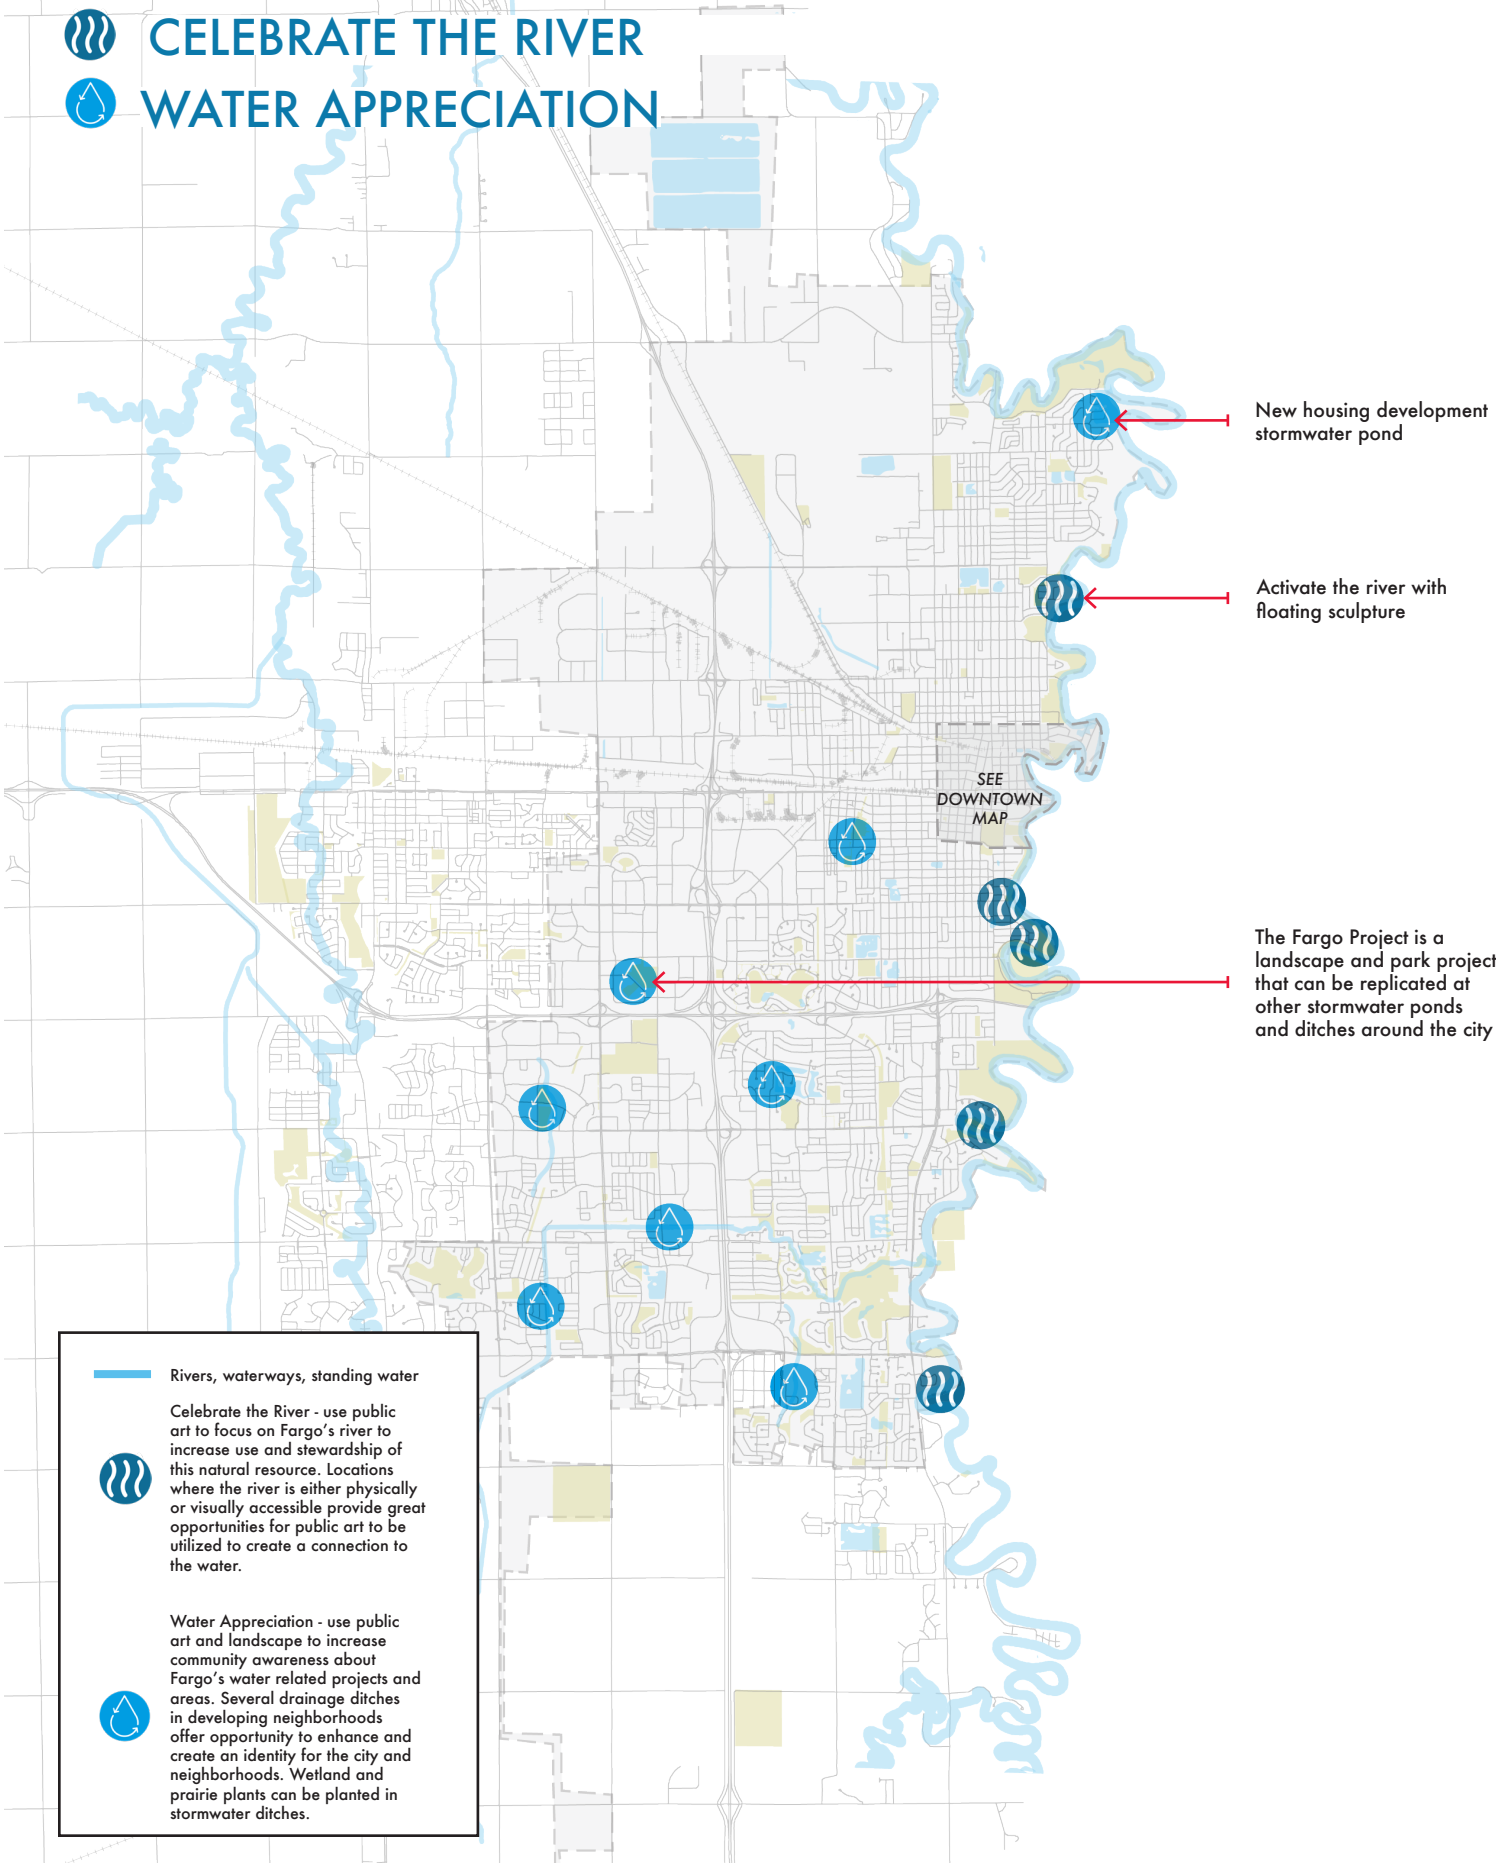 CELEBRATE THE RIVER
WATER APPRECIATION
New housing development
stormwater pond
Activate the river with
floating sculpture
SEE
DOWNTOWN
MAP
The Fargo Project is a
landscape and park project
that can be replicated at
other stormwater ponds
and ditches around the city
Rivers, waterways, standing water
Celebrate the River - use public
art to focus on Fargo’s river to
increase use and stewardship of
this natural resource. Locations
where the river is either physically
or visually accessible provide great
opportunities for public art to be
utilized to create a connection to
the water.
Water Appreciation - use public
art and landscape to increase
community awareness about
Fargo’s water related projects and
areas. Several drainage ditches
in developing neighborhoods
offer opportunity to enhance and
create an identity for the city and
neighborhoods. Wetland and
prairie plants can be planted in
stormwater ditches.